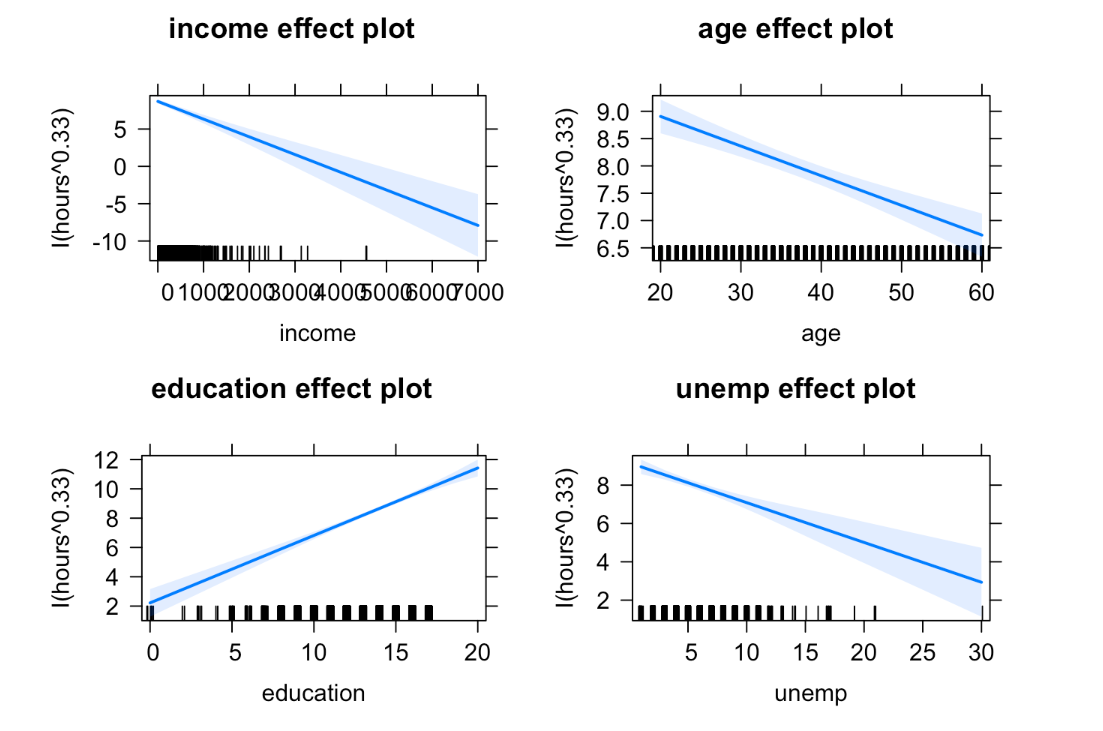 income effect plot
I(hours^0.33)
5
0
-5
-10
0 1000 2000 3000 4000 5000 6000 7000
income
age effect plot
I(hours^0.33)
9.0
8.5
8.0
7.5
7.0
6.5
20 30 40 50 60
age
education effect plot
I(hours^0.33)
12
10
8
6
4
2
0 5 10 15 20
education
unemp effect plot
I(hours^0.33)
8
6
4
2
5 10 15 20 25 30
unemp